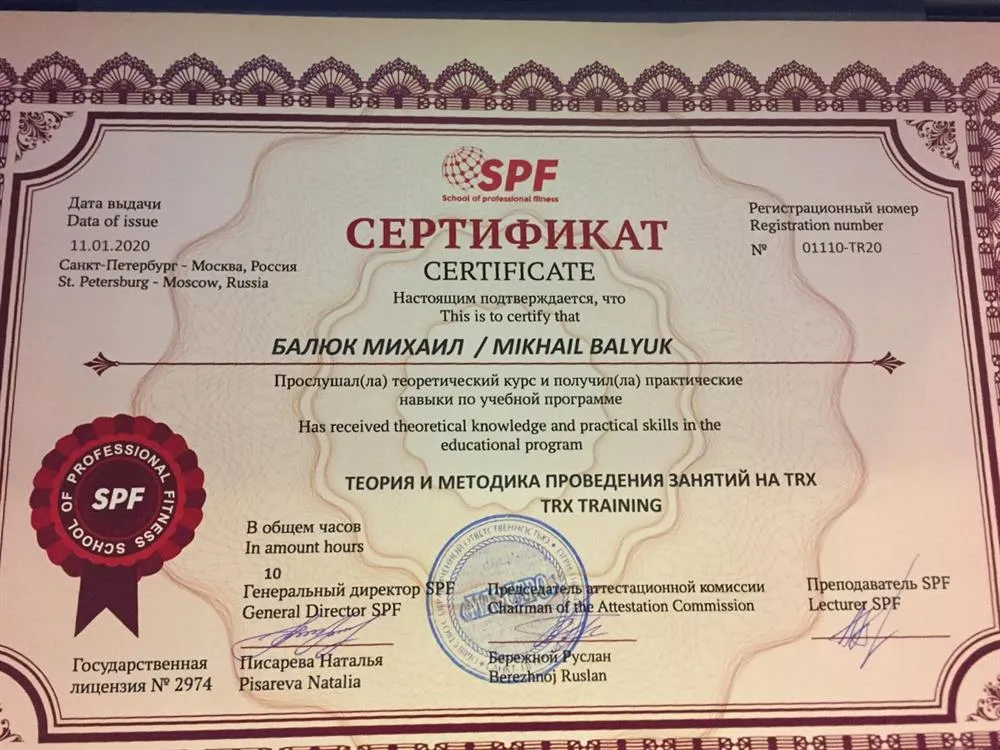 SPF
School of professional fitness
Дата выдачи
Data of issue
11.01.2020
Санкт-Петербург - Москва, Россия
St. Petersburg - Moscow, Russia
Регистрационный номер
Registration number
№ 01110-TR20
СЕРТИФИКАТ
CERTIFICATE
Настоящим подтверждается, что
This is to certify that
БАЛЮК МИХАИЛ / MIKHAIL BALYUK
Прослушал(ла) теоретический курс и получил(ла) практические
навыки по учебной программе
Has received theoretical knowledge and practical skills in the
educational program
ТЕОРИЯ И МЕТОДИКА ПРОВЕДЕНИЯ ЗАНЯТИЙ НА TRX
TRX TRAINING
SCHOOL OF PROFESSIONAL FITNESS
SPF
В общем часов
In amount hours
10
Генеральный директор SPF
General Director SPF
Писарева Наталья
Pisareva Natalia
Председатель аттестационной комиссии
Chairman of the Attestation Commission
Бережной Руслан
Berezhnoj Ruslan
Преподаватель SPF
Lecturer SPF
Государственная
лицензия № 2974